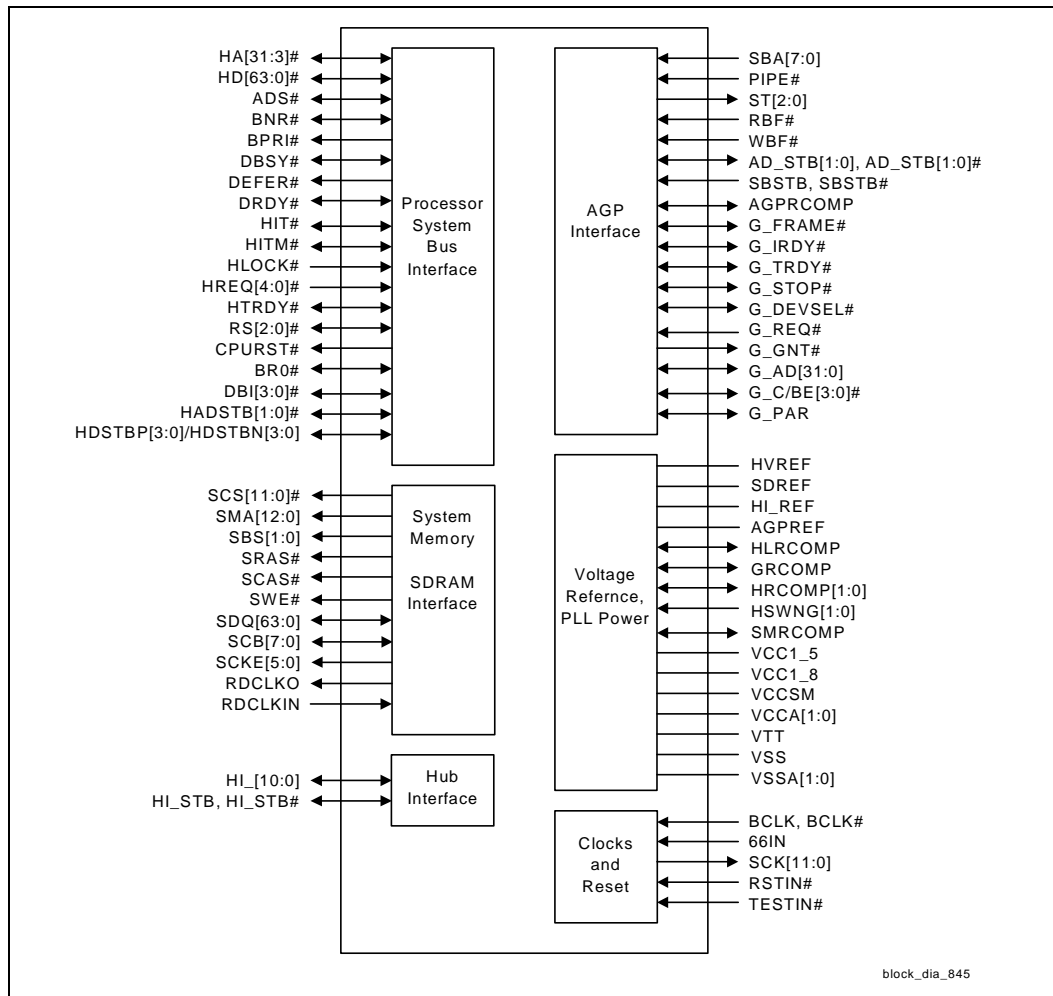 HA[31:3]#
HD[63:0]#
ADS#
BNR#
BPRI#
DBSY#
DEFER#
DRDY#
HIT#
HITM#
HLOCK#
HREQ[4:0]#
HTRDY#
RS[2:0]#
CPURST#
BR0#
DBI[3:0]#
HADSTB[1:0]#
HDSTBP[3:0]/HDSTBN[3:0]
Processor
System
Bus
Interface
SCS[11:0]#
SMA[12:0]
SBS[1:0]
SRAS#
SCAS#
SWE#
SDQ[63:0]
SCB[7:0]
SCKE[5:0]
RDCLKO
RDCLKIN
System
Memory
SDRAM
Interface
HI_[10:0]
HI_STB, HI_STB#
Hub
Interface
AGP
Interface
SBA[7:0]
PIPE#
ST[2:0]
RBF#
WBF#
AD_STB[1:0], AD_STB[1:0]#
SBSTB, SBSTB#
AGPRCOMP
G_FRAME#
G_IRDY#
G_TRDY#
G_STOP#
G_DEVSEL#
G_REQ#
G_GNT#
G_AD[31:0]
G_C/BE[3:0]#
G_PAR
Voltage
Refernce,
PLL Power
HVREF
SDREF
HI_REF
AGPREF
HLRCOMP
GRCOMP
HRCOMP[1:0]
HSWNG[1:0]
SMRCOMP
VCC1_5
VCC1_8
VCCSM
VCCA[1:0]
VTT
VSS
VSSA[1:0]
Clocks
and
Reset
BCLK, BCLK#
66IN
SCK[11:0]
RSTIN#
TESTIN#
block_dia_845